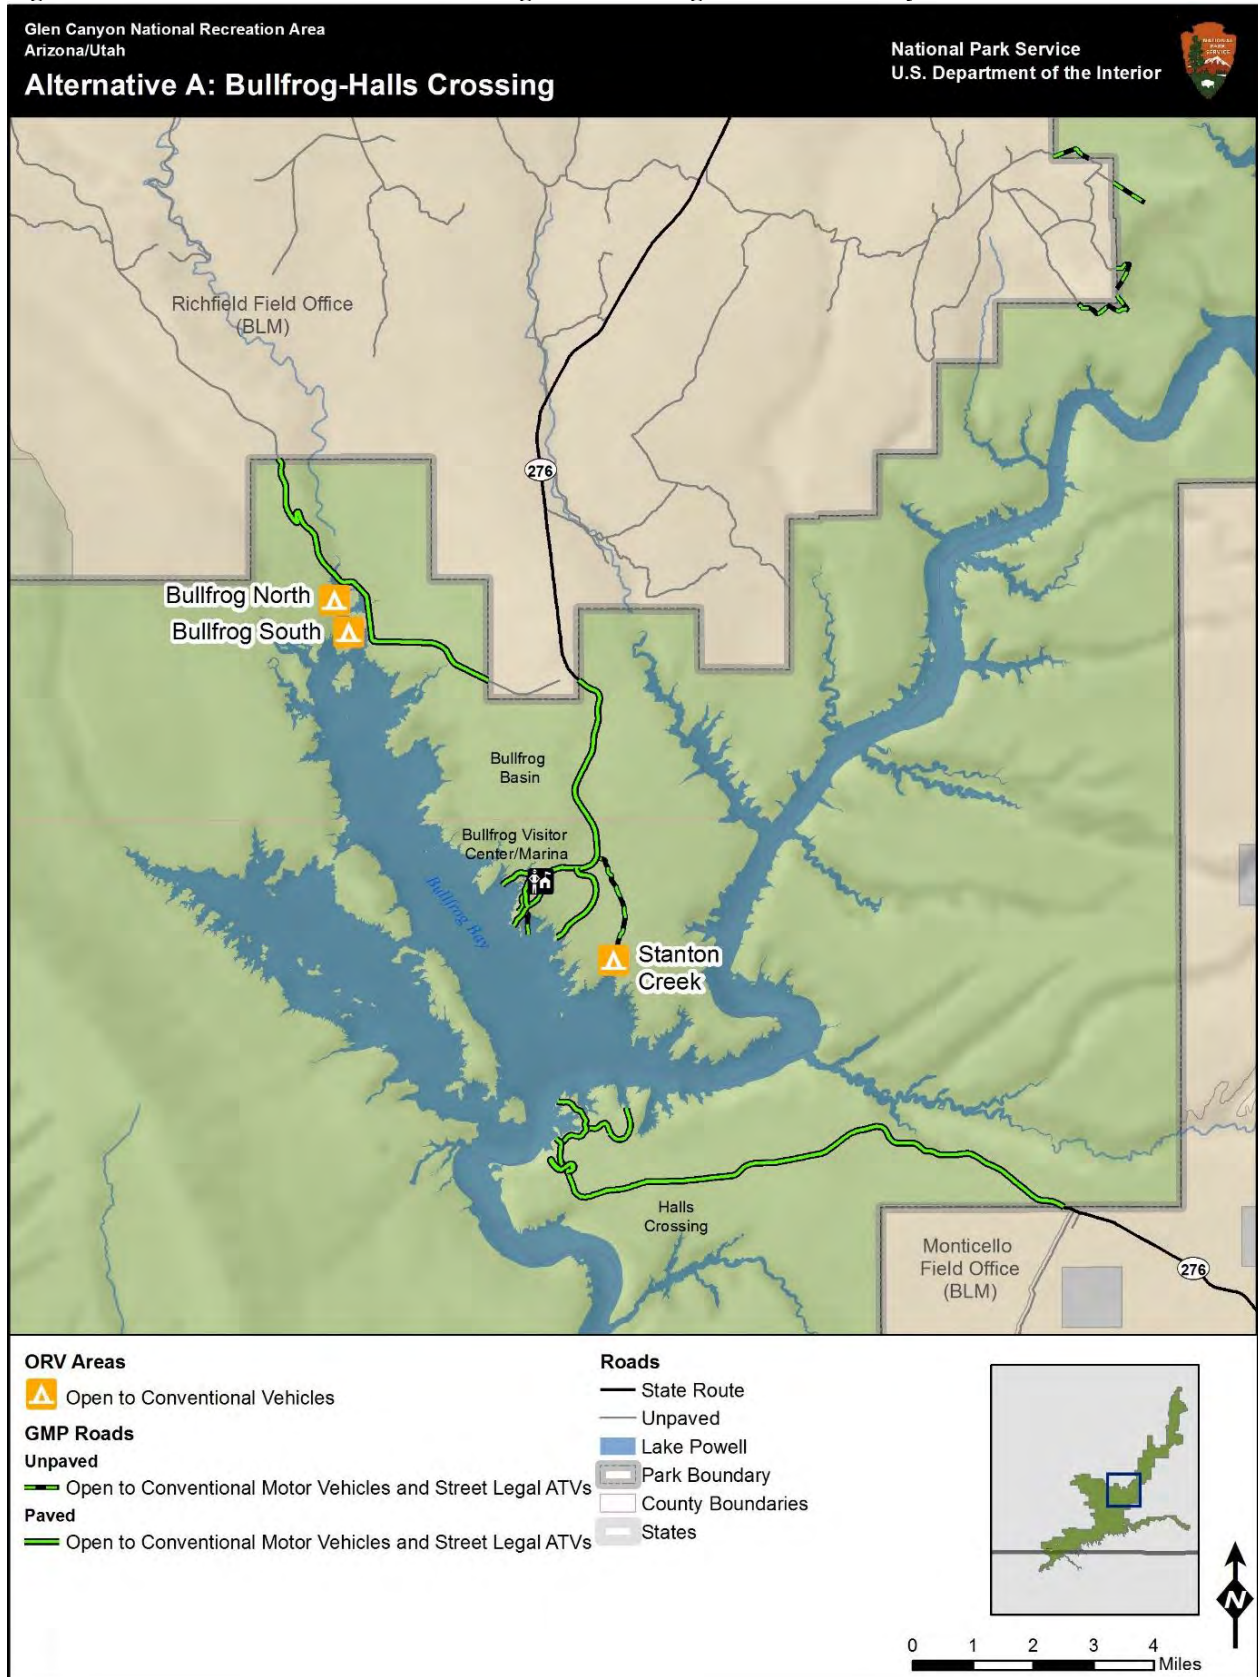 Glen Canyon National Recreation Area
Arizona/Utah
Alternative A: Bullfrog-Halls Crossing
National Park Service
U.S. Department of the Interior
NATIONAL
PARK
SERVICE
Richfield Field Office
(BLM)
276
Bullfrog North
Bullfrog South
Bullfrog
Basin
Bullfrog Visitor
Center/Marina
Bullfrog Bay
Stanton
Creek
Halls
Crossing
Monticello
Field Office
(BLM)
276
ORV Areas
Open to Conventional Vehicles
GMP Roads
Unpaved
Open to Conventional Motor Vehicles and Street Legal ATVs
Paved
Open to Conventional Motor Vehicles and Street Legal ATVs
Roads
State Route
Unpaved
Lake Powell
Park Boundary
County Boundaries
States
N
0 1 2 3 4
Miles